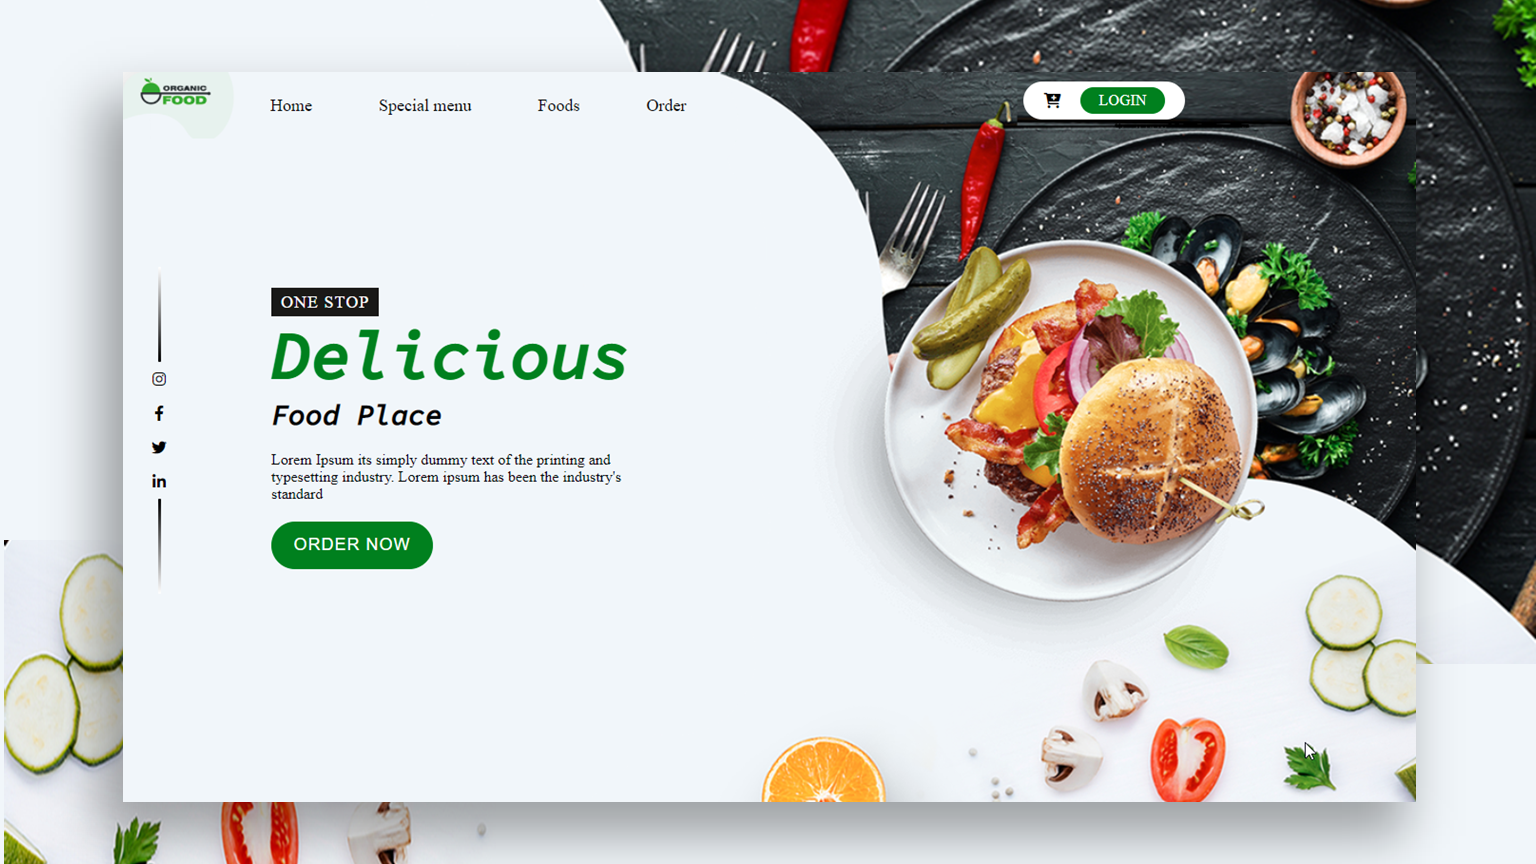 ORGANIC
FOOD
Home Special menu Foods Order
LOGIN
ONE STOP
Delicious
Food Place
Lorem Ipsum its simply dummy text of the printing and
typesetting industry. Lorem ipsum has been the industry's
standard
ORDER NOW